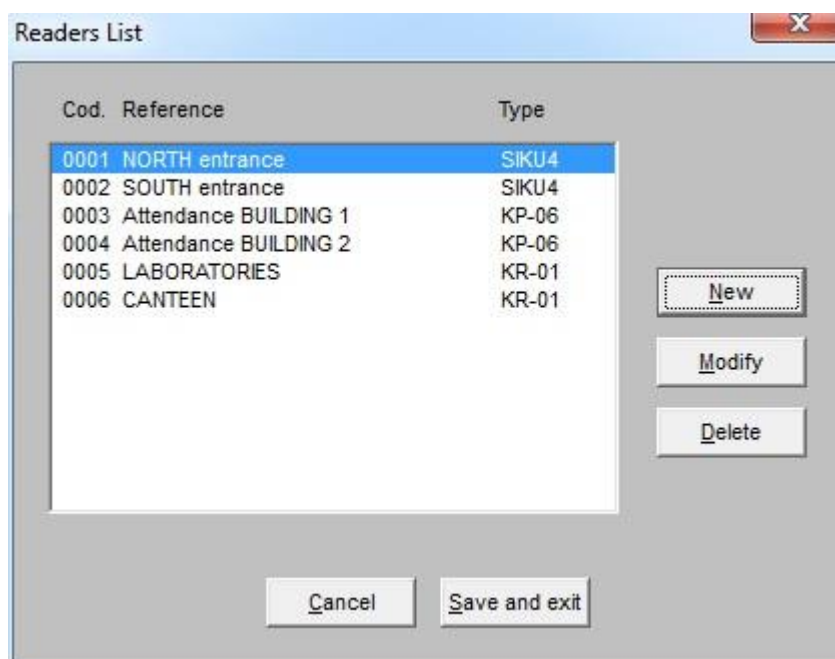 Readers List
Cod. Reference Type
0001 NORTH entrance SIKU4
0002 SOUTH entrance SIKU4
0003 Attendance BUILDING 1 KP-06
0004 Attendance BUILDING 2 KP-06
0005 LABORATORIES KR-01
0006 CANTEEN KR-01
New
Modify
Delete
Cancel Save and exit